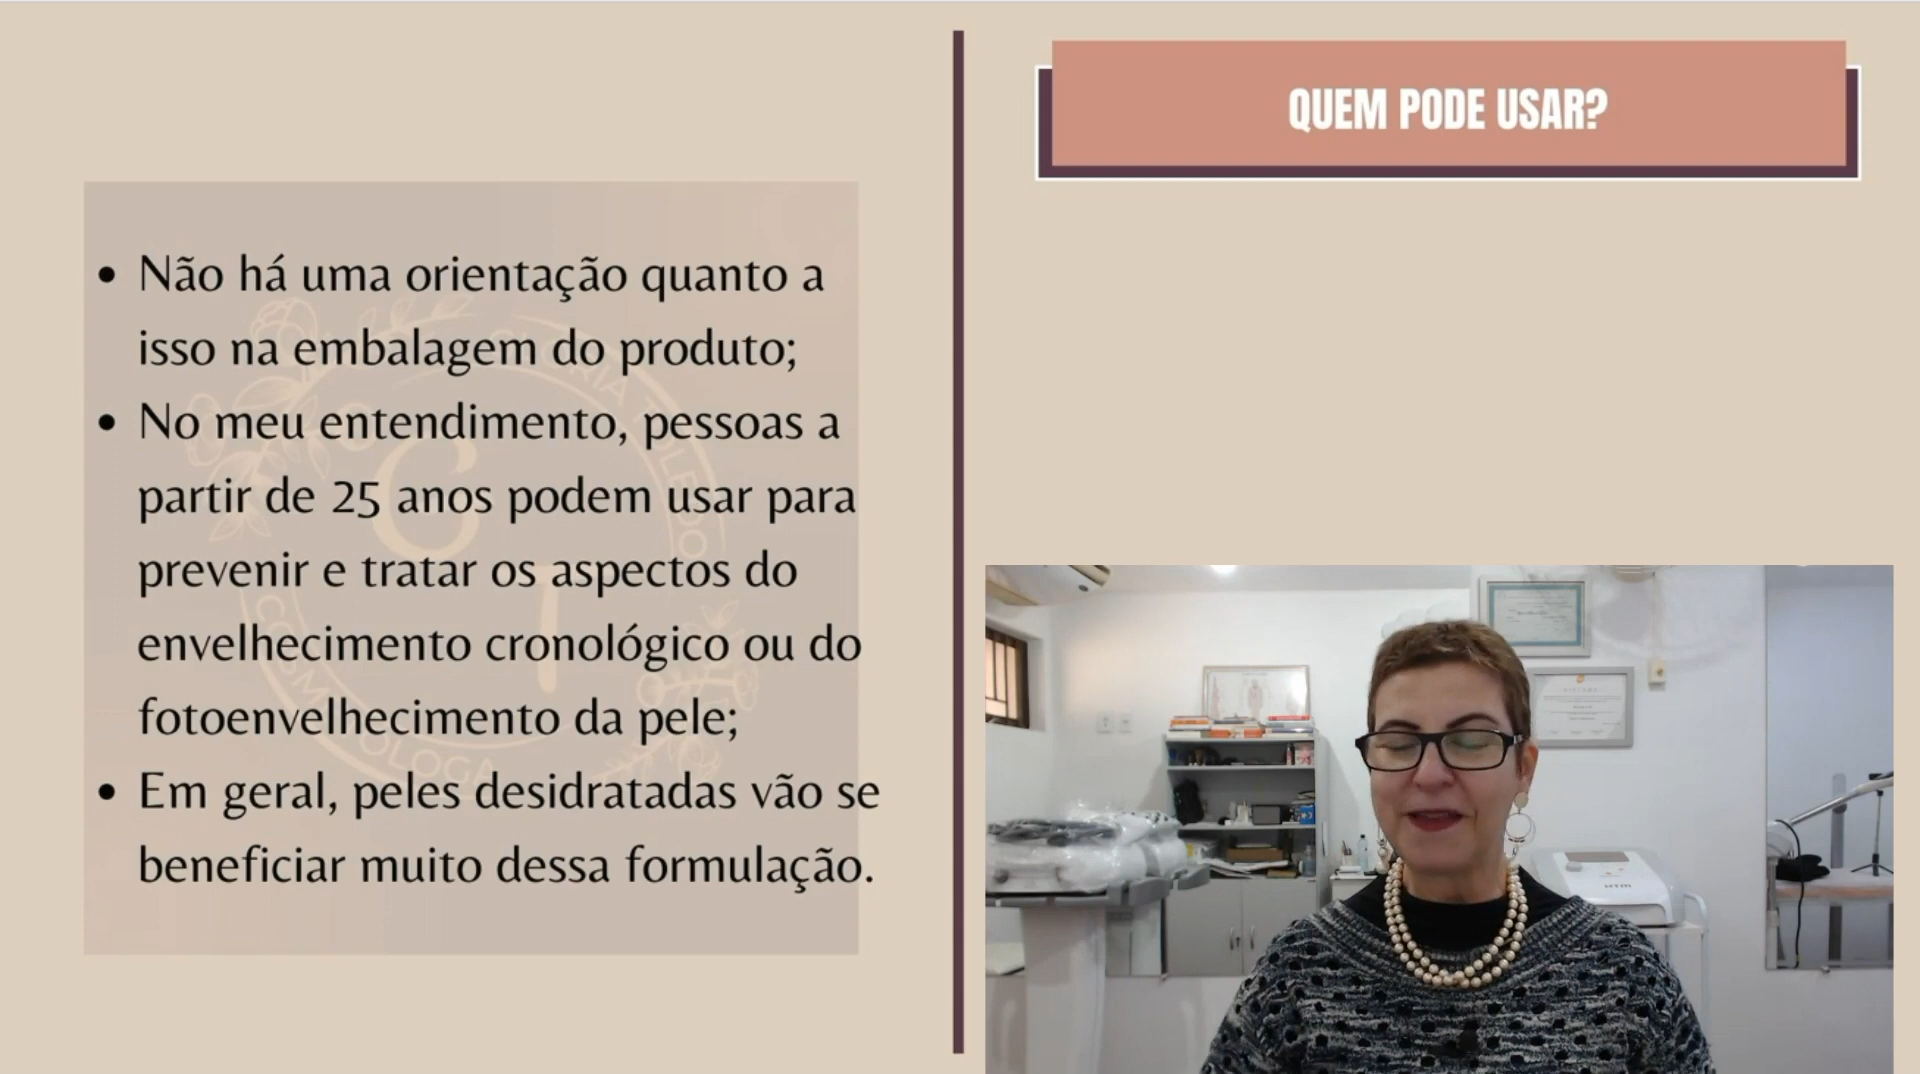 QUEM PODE USAR?
• Não há uma orientação quanto a
isso na embalagem do produto;
• No meu entendimento, pessoas a
partir de 25 anos podem usar para
prevenir e tratar os aspectos do
envelhecimento cronológico ou do
fotoenvelhecimento da pele;
• Em geral, peles desidratadas vão se
beneficiar muito dessa formulação.
HTM